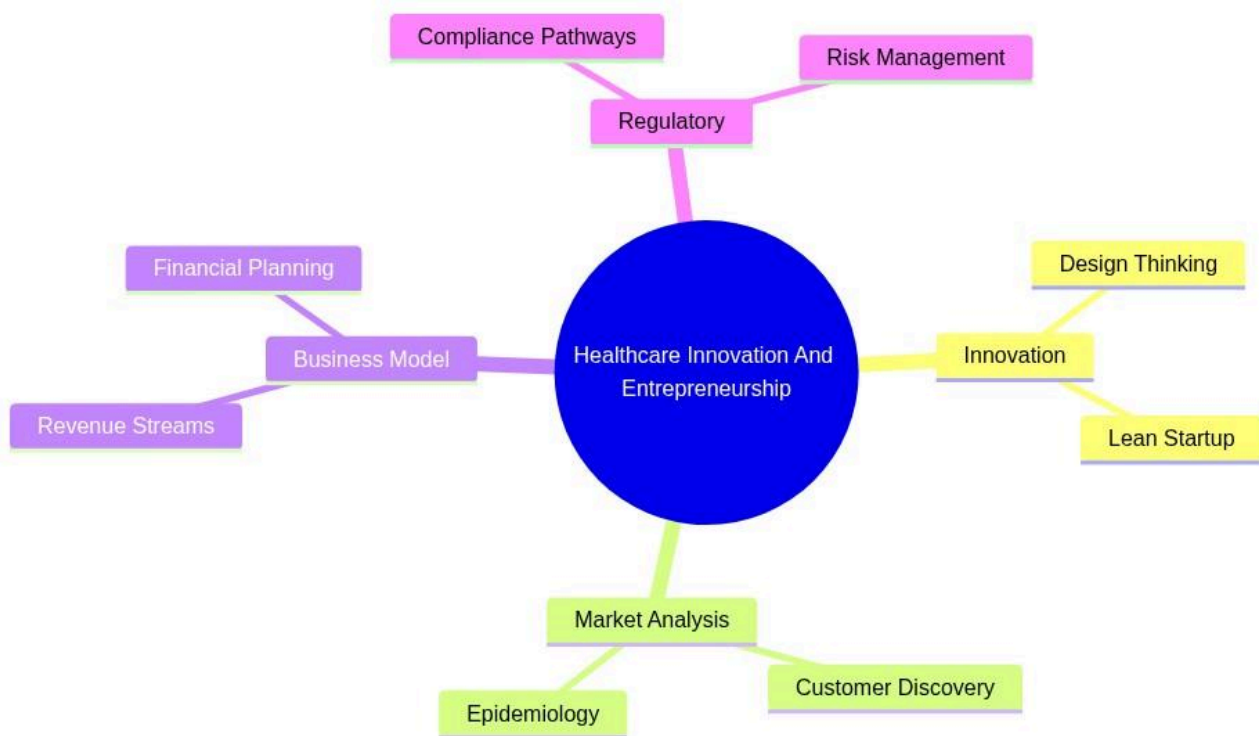 Compliance Pathways
Risk Management
Regulatory
Financial Planning
Business Model
Revenue Streams
Healthcare Innovation And
Entrepreneurship
Design Thinking
Innovation
Lean Startup
Market Analysis
Epidemiology
Customer Discovery